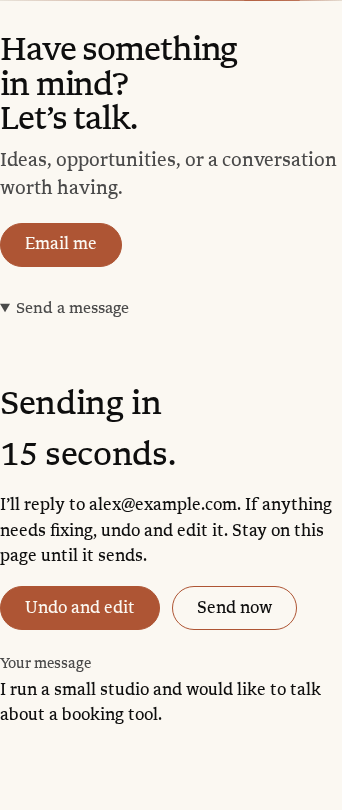 Have something
in mind?
Let’s talk.
Ideas, opportunities, or a conversation
worth having.
Email me
▼ Send a message
Sending in
15 seconds.
I’ll reply to alex@example.com. If anything
needs fixing, undo and edit it. Stay on this
page until it sends.
Undo and edit
Send now
Your message
I run a small studio and would like to talk
about a booking tool.